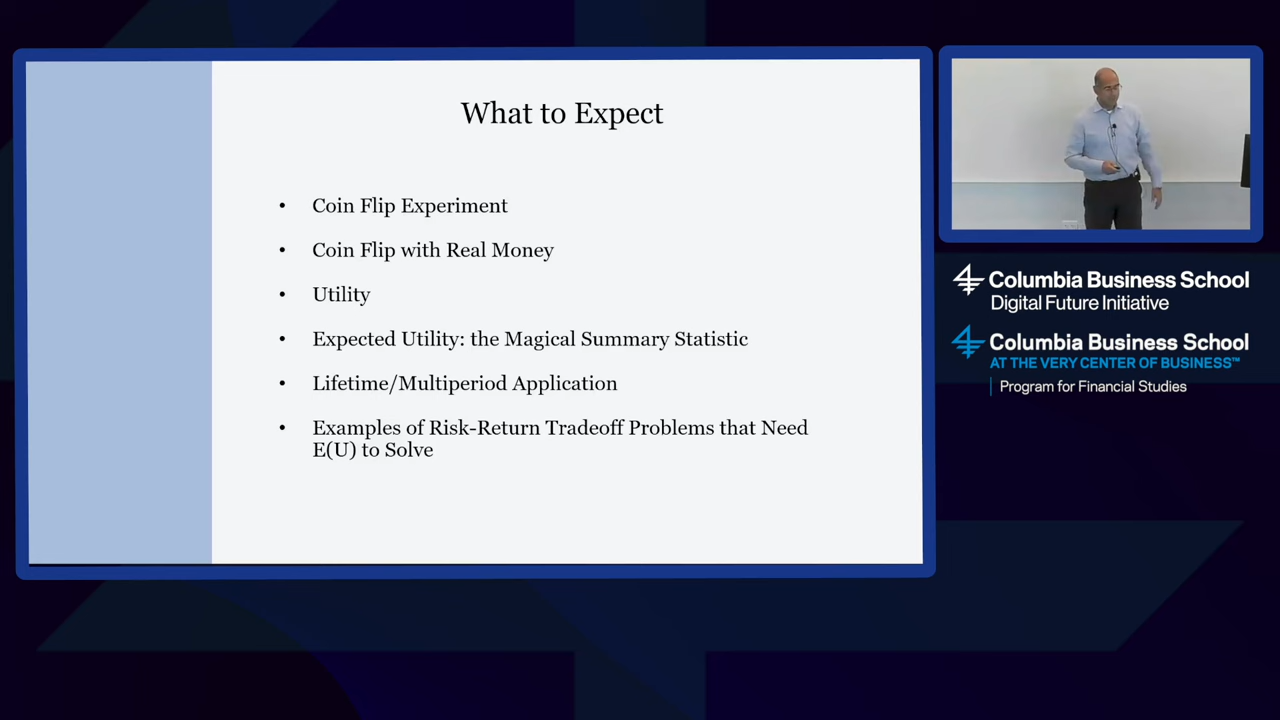 What to Expect
• Coin Flip Experiment
• Coin Flip with Real Money
• Utility
• Expected Utility: the Magical Summary Statistic
• Lifetime/Multiperiod Application
• Examples of Risk-Return Tradeoff Problems that Need
E(U) to Solve
Columbia Business School
Digital Future Initiative
Columbia Business School
AT THE VERY CENTER OF BUSINESS™
Program for Financial Studies